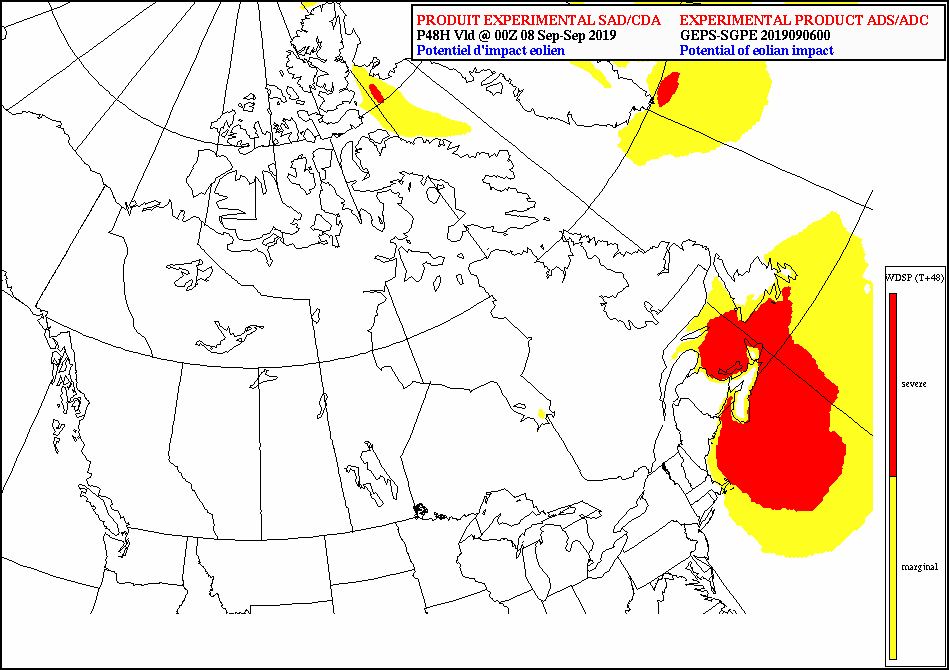 PRODUIT EXPERIMENTAL SAD/CDA EXPERIMENTAL PRODUCT ADS/ADC
P48H Vld @ 00Z 08 Sep-Sep 2019 GEPS-SGPE 2019090600
Potentiel d'impact eolien Potential of eolian impact
WDSP (T+48)
severe
marginal